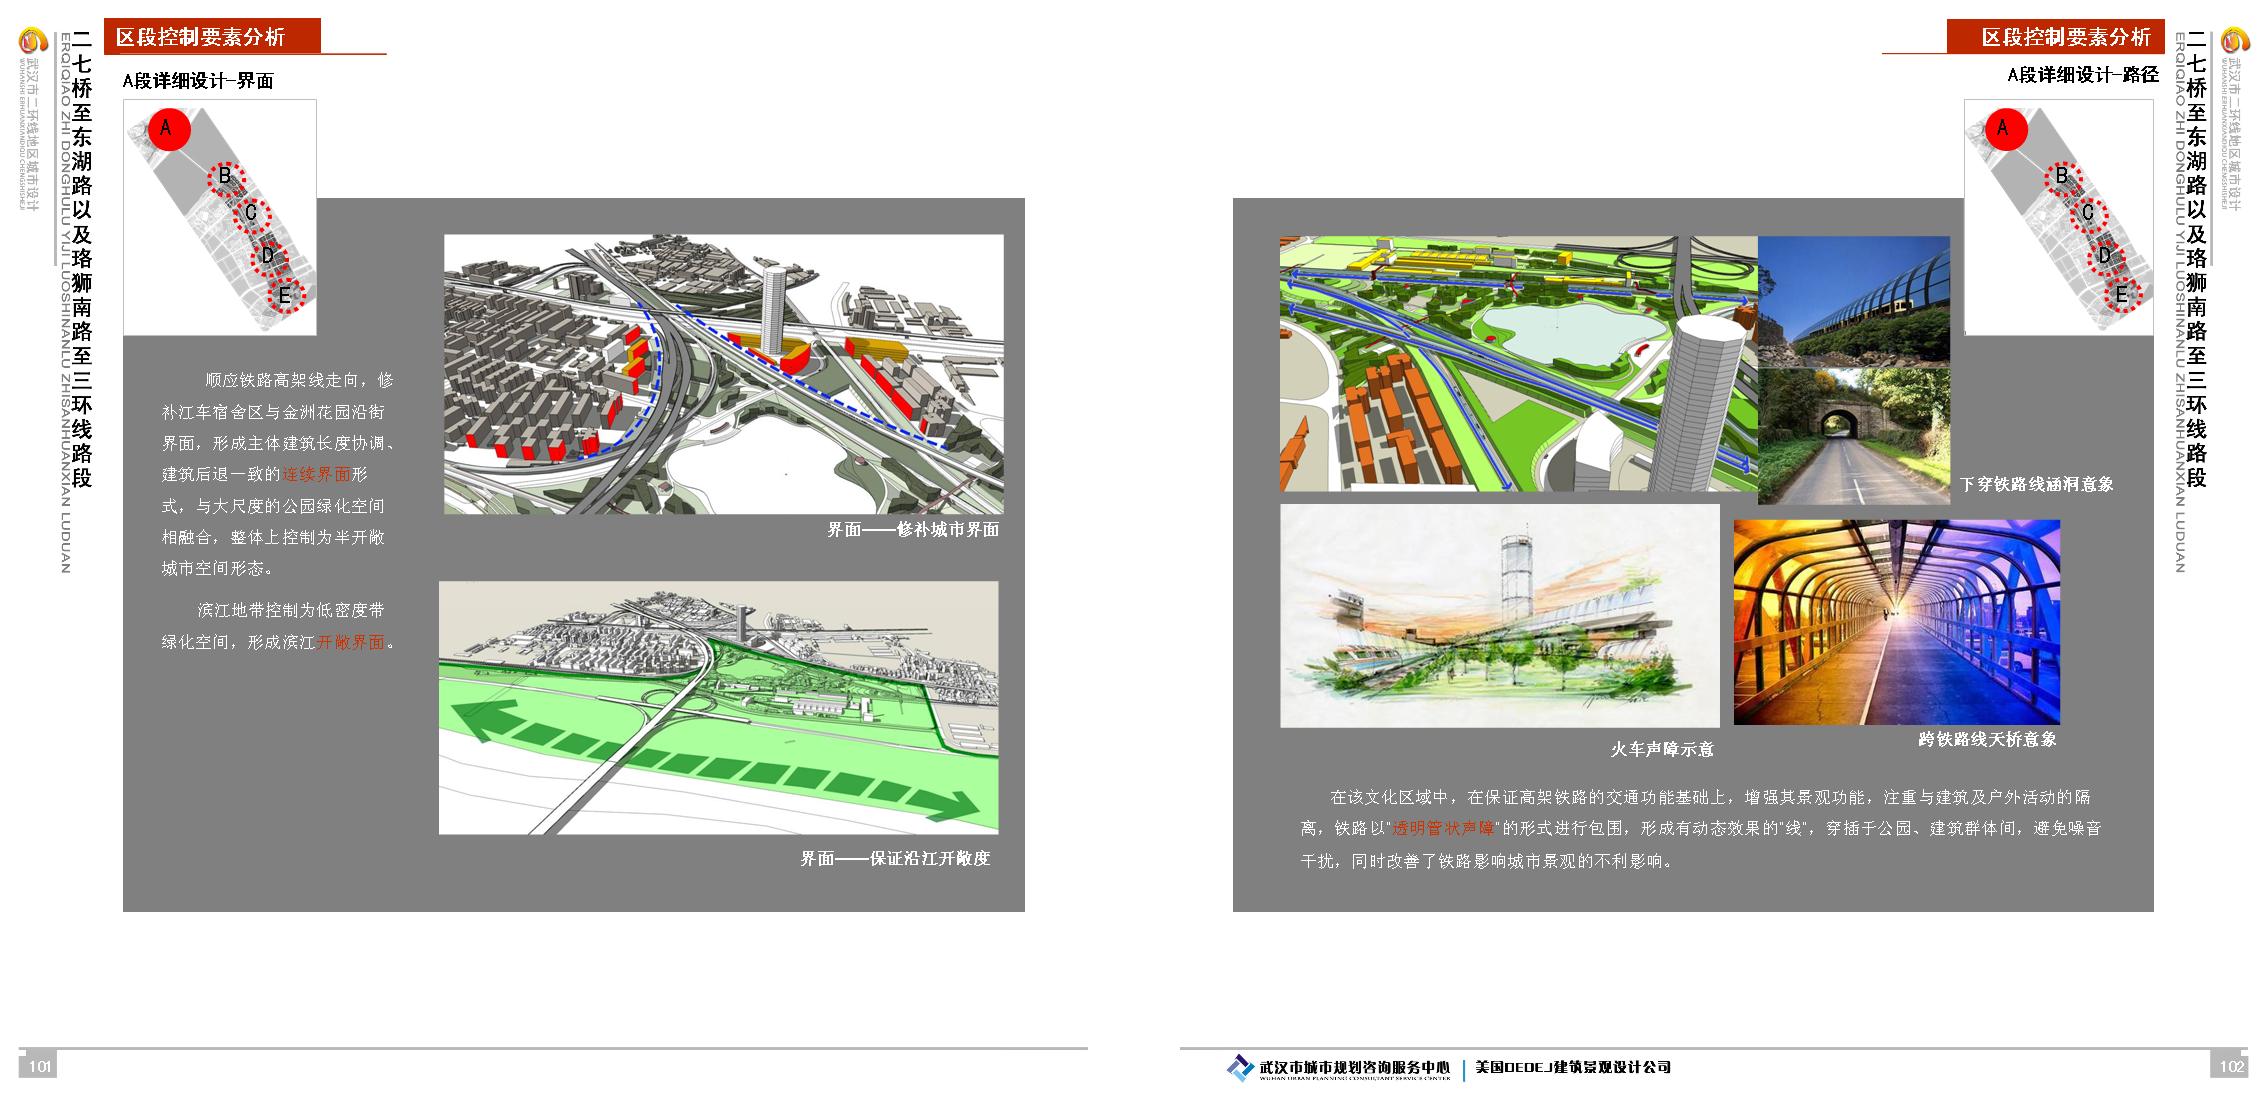 区段控制要素分析
A段详细设计-界面
武汉市二环线地区城市设计
WUHANSHI ERHUANXIANDIQU CHENGSHISHEJI
二七桥至东湖路以及珞狮南路至三环线路段
ERQIQIAO ZHI DONGHULU YIJI LUOSHINANLU ZHISANHUANXIAN LUDUAN
A
B
C
D
E
顺应铁路高架线走向，修
补江车宿舍区与金洲花园沿街
界面，形成主体建筑长度协调、
建筑后退一致的连续界面形
式，与大尺度的公园绿化空间
相融合，整体上控制为半开敞
城市空间形态。
滨江地带控制为低密度带
绿化空间，形成滨江开敞界面。
界面——修补城市界面
界面——保证沿江开敞度
101
区段控制要素分析
A段详细设计-路径
武汉市二环线地区城市设计
WUHANSHI ERHUANXIANDIQU CHENGSHISHEJI
二七桥至东湖路以及珞狮南路至三环线路段
ERQIQIAO ZHI DONGHULU YIJI LUOSHINANLU ZHISANHUANXIAN LUDUAN
A
B
C
D
E
下穿铁路线涵洞意象
火车声障示意
跨铁路线天桥意象
在该文化区域中，在保证高架铁路的交通功能基础上，增强其景观功能，注重与建筑及户外活动的隔
离，铁路以"透明管状声障"的形式进行包围，形成有动态效果的"线"，穿插于公园、建筑群体间，避免噪音
干扰，同时改善了铁路影响城市景观的不利影响。
武汉市城市规划咨询服务中心
WUHAN URBAN PLANNING CONSULTANT SERVICE CENTER
美国DEDEJ建筑景观设计公司
102